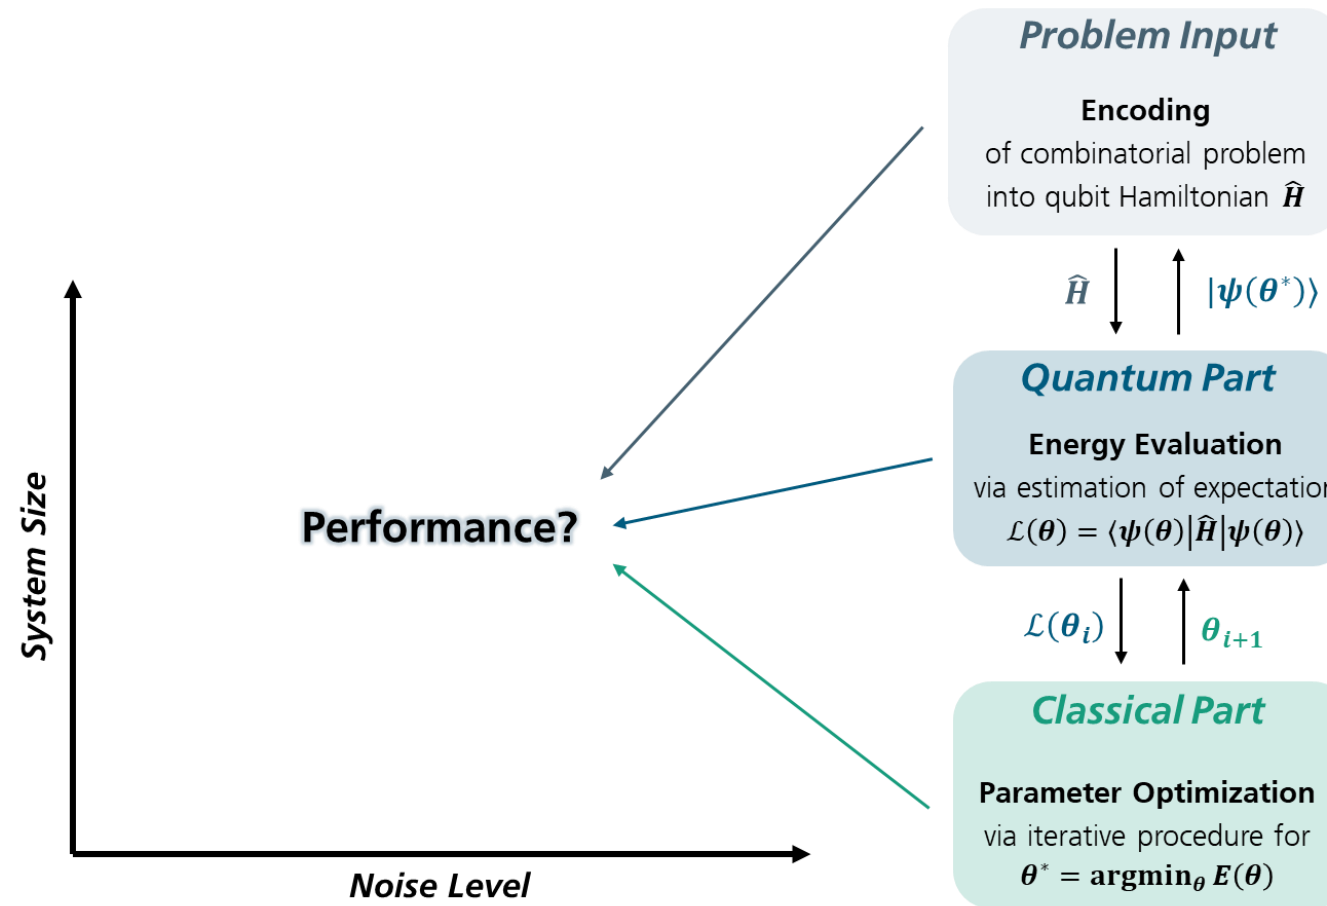 Problem Input
Encoding
of combinatorial problem
into qubit Hamiltonian Ĥ
Ĥ
|ψ(θ*)⟩
Quantum Part
Energy Evaluation
via estimation of expectation
ℒ(θ) = ⟨ψ(θ)|Ĥ|ψ(θ)⟩
ℒ(θᵢ)
θᵢ₊₁
Classical Part
Parameter Optimization
via iterative procedure for
θ* = argmin_θ E(θ)
Performance?
System Size
Noise Level